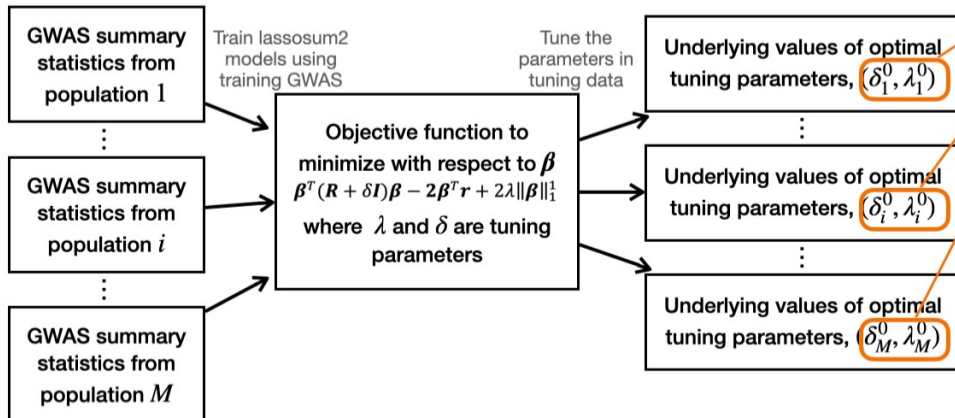 GWAS summary
statistics from
population 1
⋮
GWAS summary
statistics from
population i
⋮
GWAS summary
statistics from
population M
Train lassosum2
models using
training GWAS
Objective function to
minimize with respect to β
β^T(R + δI)β − 2β^T r + 2λ‖β‖_1^1
where λ and δ are tuning
parameters
Tune the
parameters in
tuning data
Underlying values of optimal
tuning parameters, (δ_1^0, λ_1^0)
⋮
Underlying values of optimal
tuning parameters, (δ_i^0, λ_i^0)
⋮
Underlying values of optimal
tuning parameters, (δ_M^0, λ_M^0)